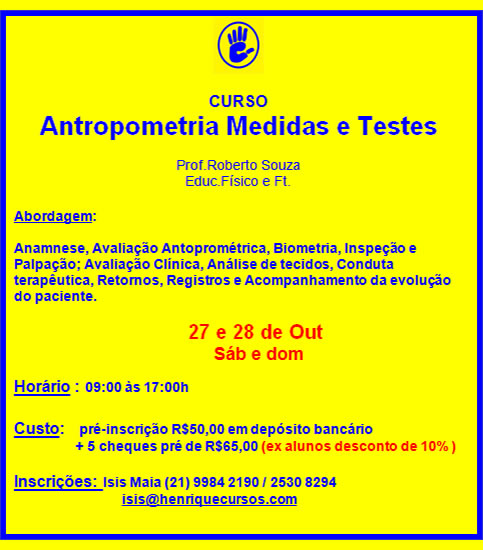 CURSO
Antropometria Medidas e Testes
Prof.Roberto Souza
Educ.Físico e Ft.
Abordagem:
Anamnese, Avaliação Antoprométrica, Biometria, Inspeção e
Palpação; Avaliação Clínica, Análise de tecidos, Conduta
terapêutica, Retornos, Registros e Acompanhamento da evolução
do paciente.
27 e 28 de Out
Sáb e dom
Horário : 09:00 às 17:00h
Custo: pré-inscrição R$50,00 em depósito bancário
+ 5 cheques pré de R$65,00 (ex alunos desconto de 10% )
Inscrições: Isis Maia (21) 9984 2190 / 2530 8294
isis@henriquecursos.com